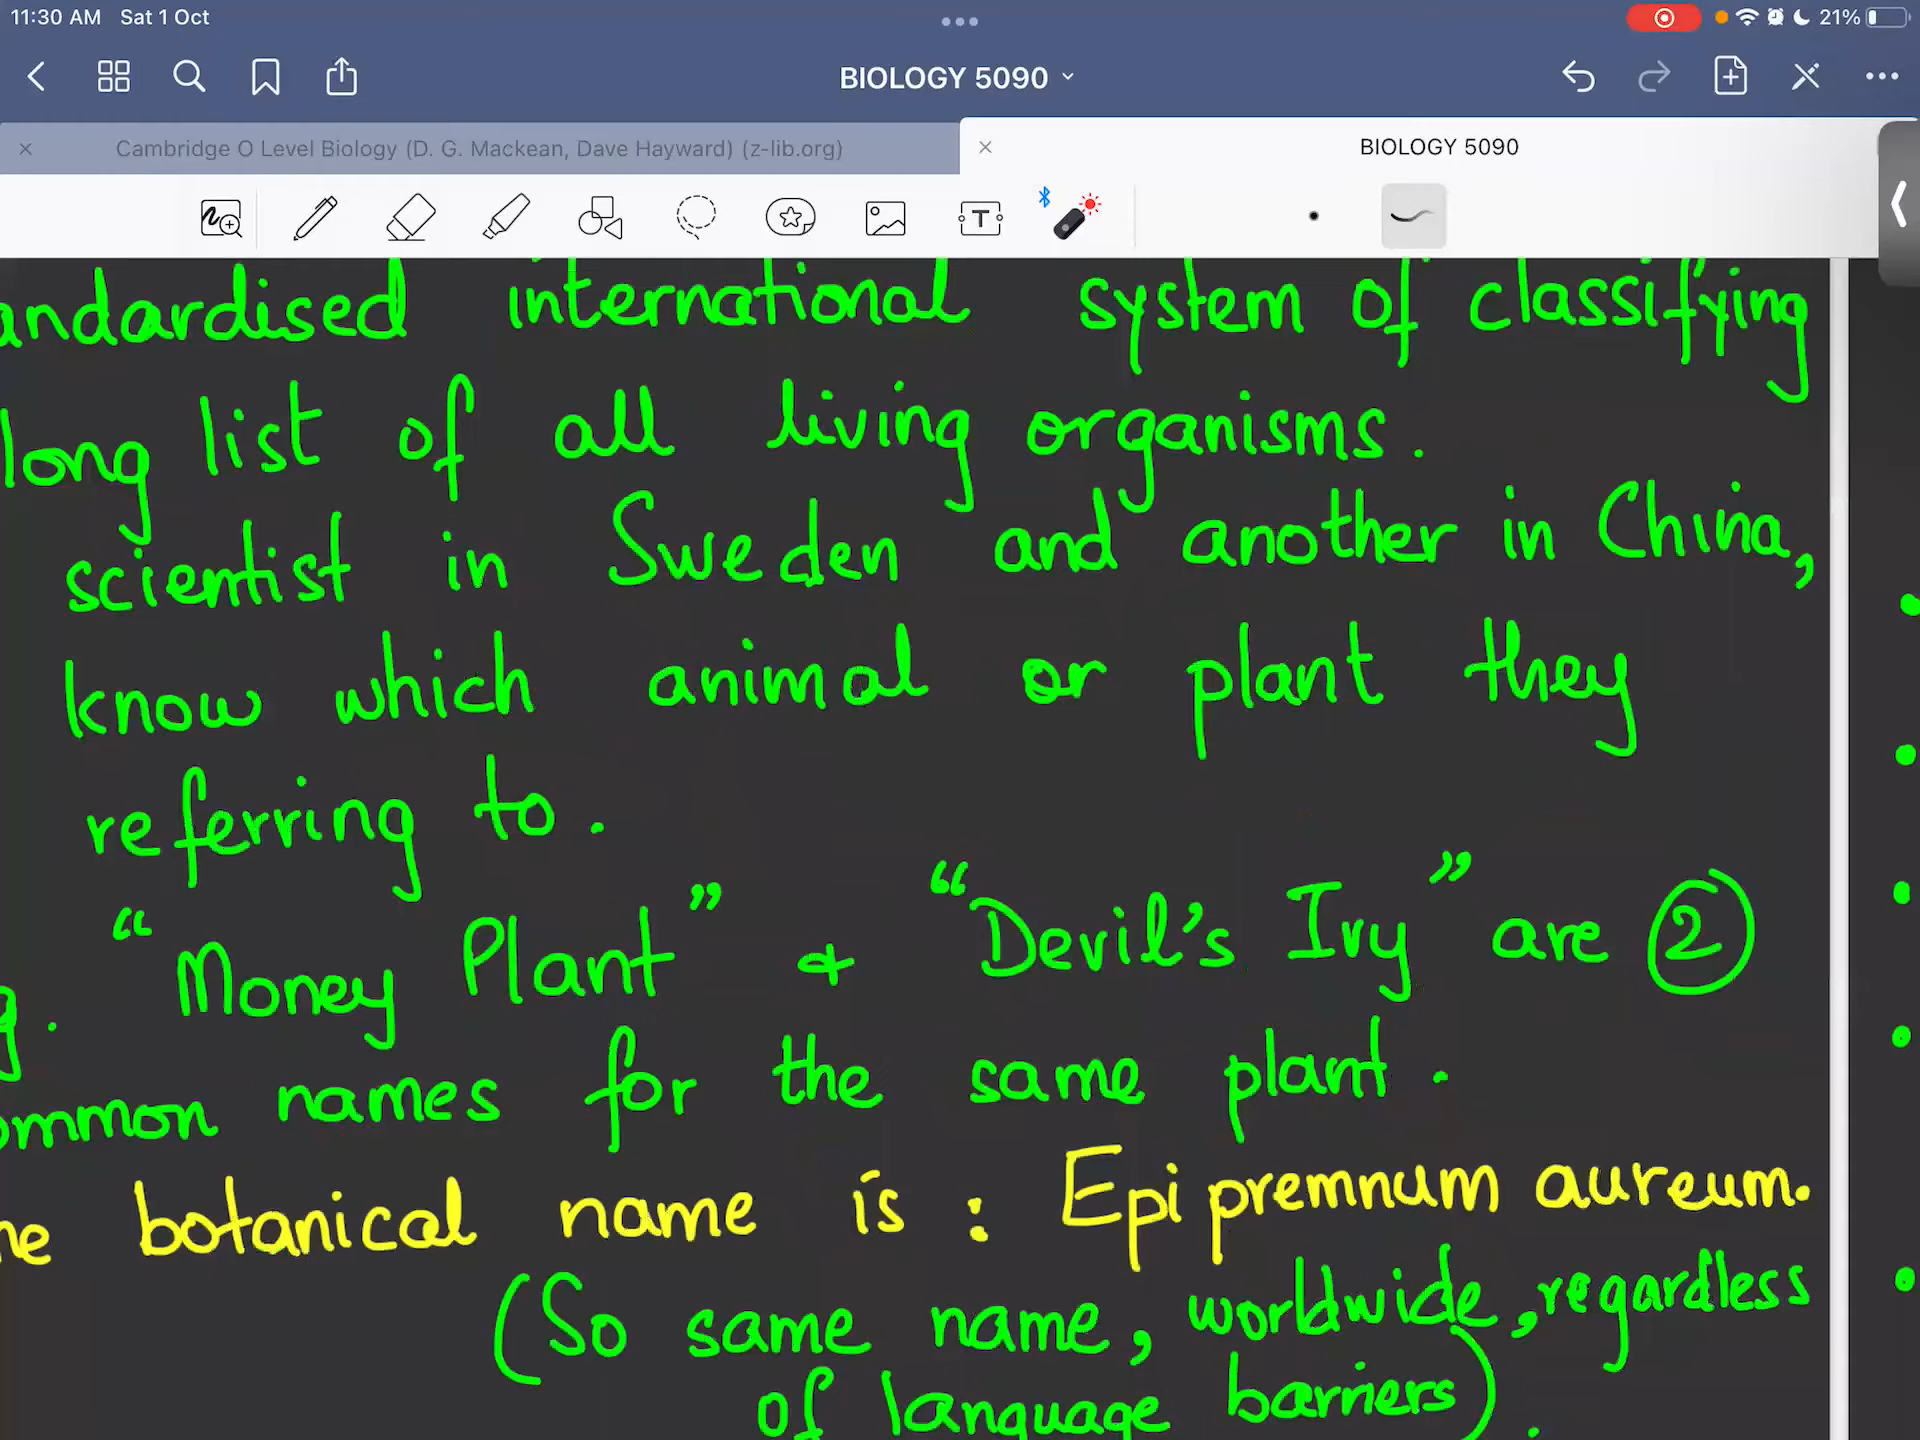 11:30 AM Sat 1 Oct
21%
BIOLOGY 5090
Cambridge O Level Biology (D. G. Mackean, Dave Hayward) (z-lib.org)
BIOLOGY 5090
andardised international system of classifying
long list of all living organisms.
scientist in Sweden and another in China,
know which animal or plant they
referring to.
g. "Money Plant" & "Devil's Ivy" are 2
ommon names for the same plant.
he botanical name is : Epipremnum aureum.
(So same name, worldwide, regardless
of language barriers).